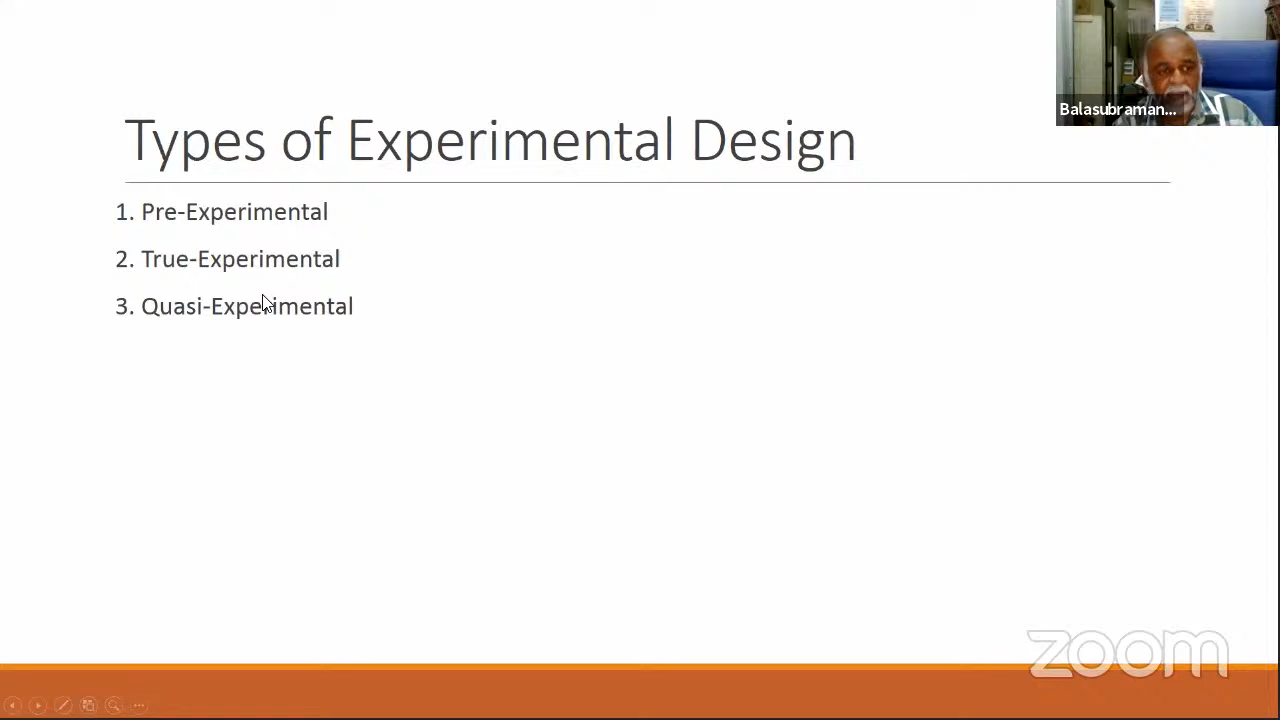 Balasubraman...
Types of Experimental Design
1. Pre-Experimental
2. True-Experimental
3. Quasi-Experimental
zoom